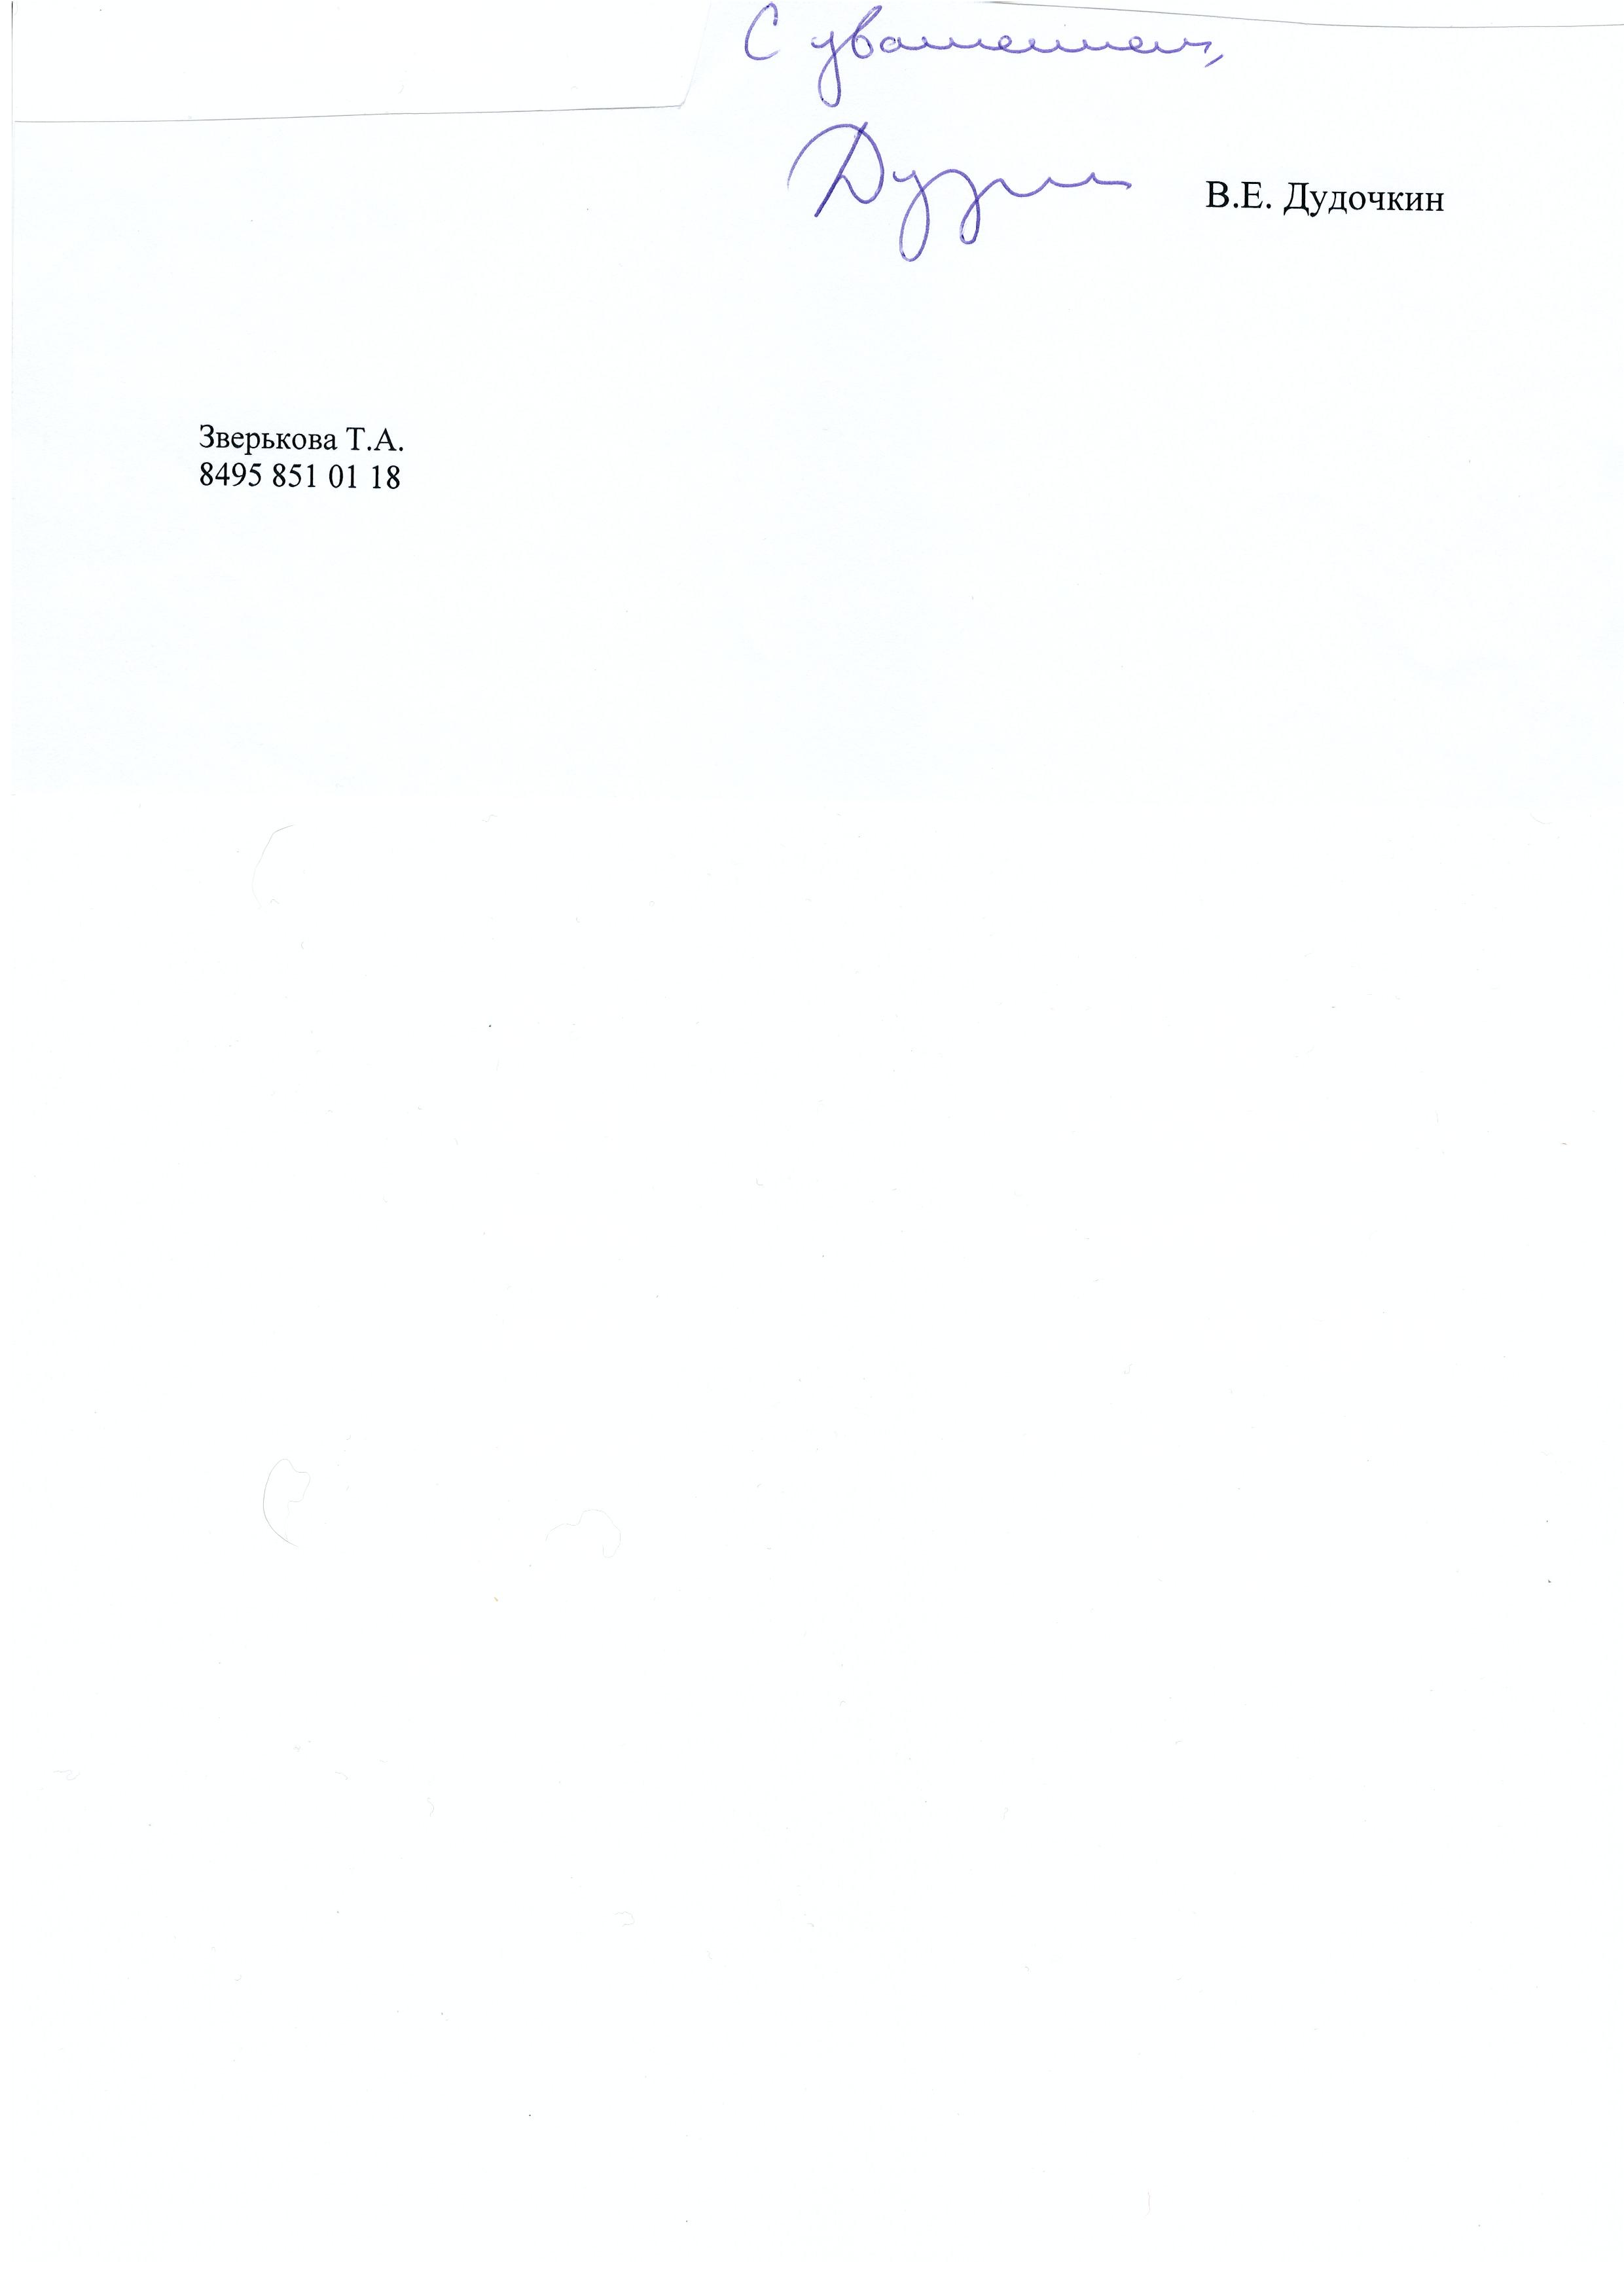 С уважением,
В.Е. Дудочкин
Зверькова Т.А.
8495 851 01 18